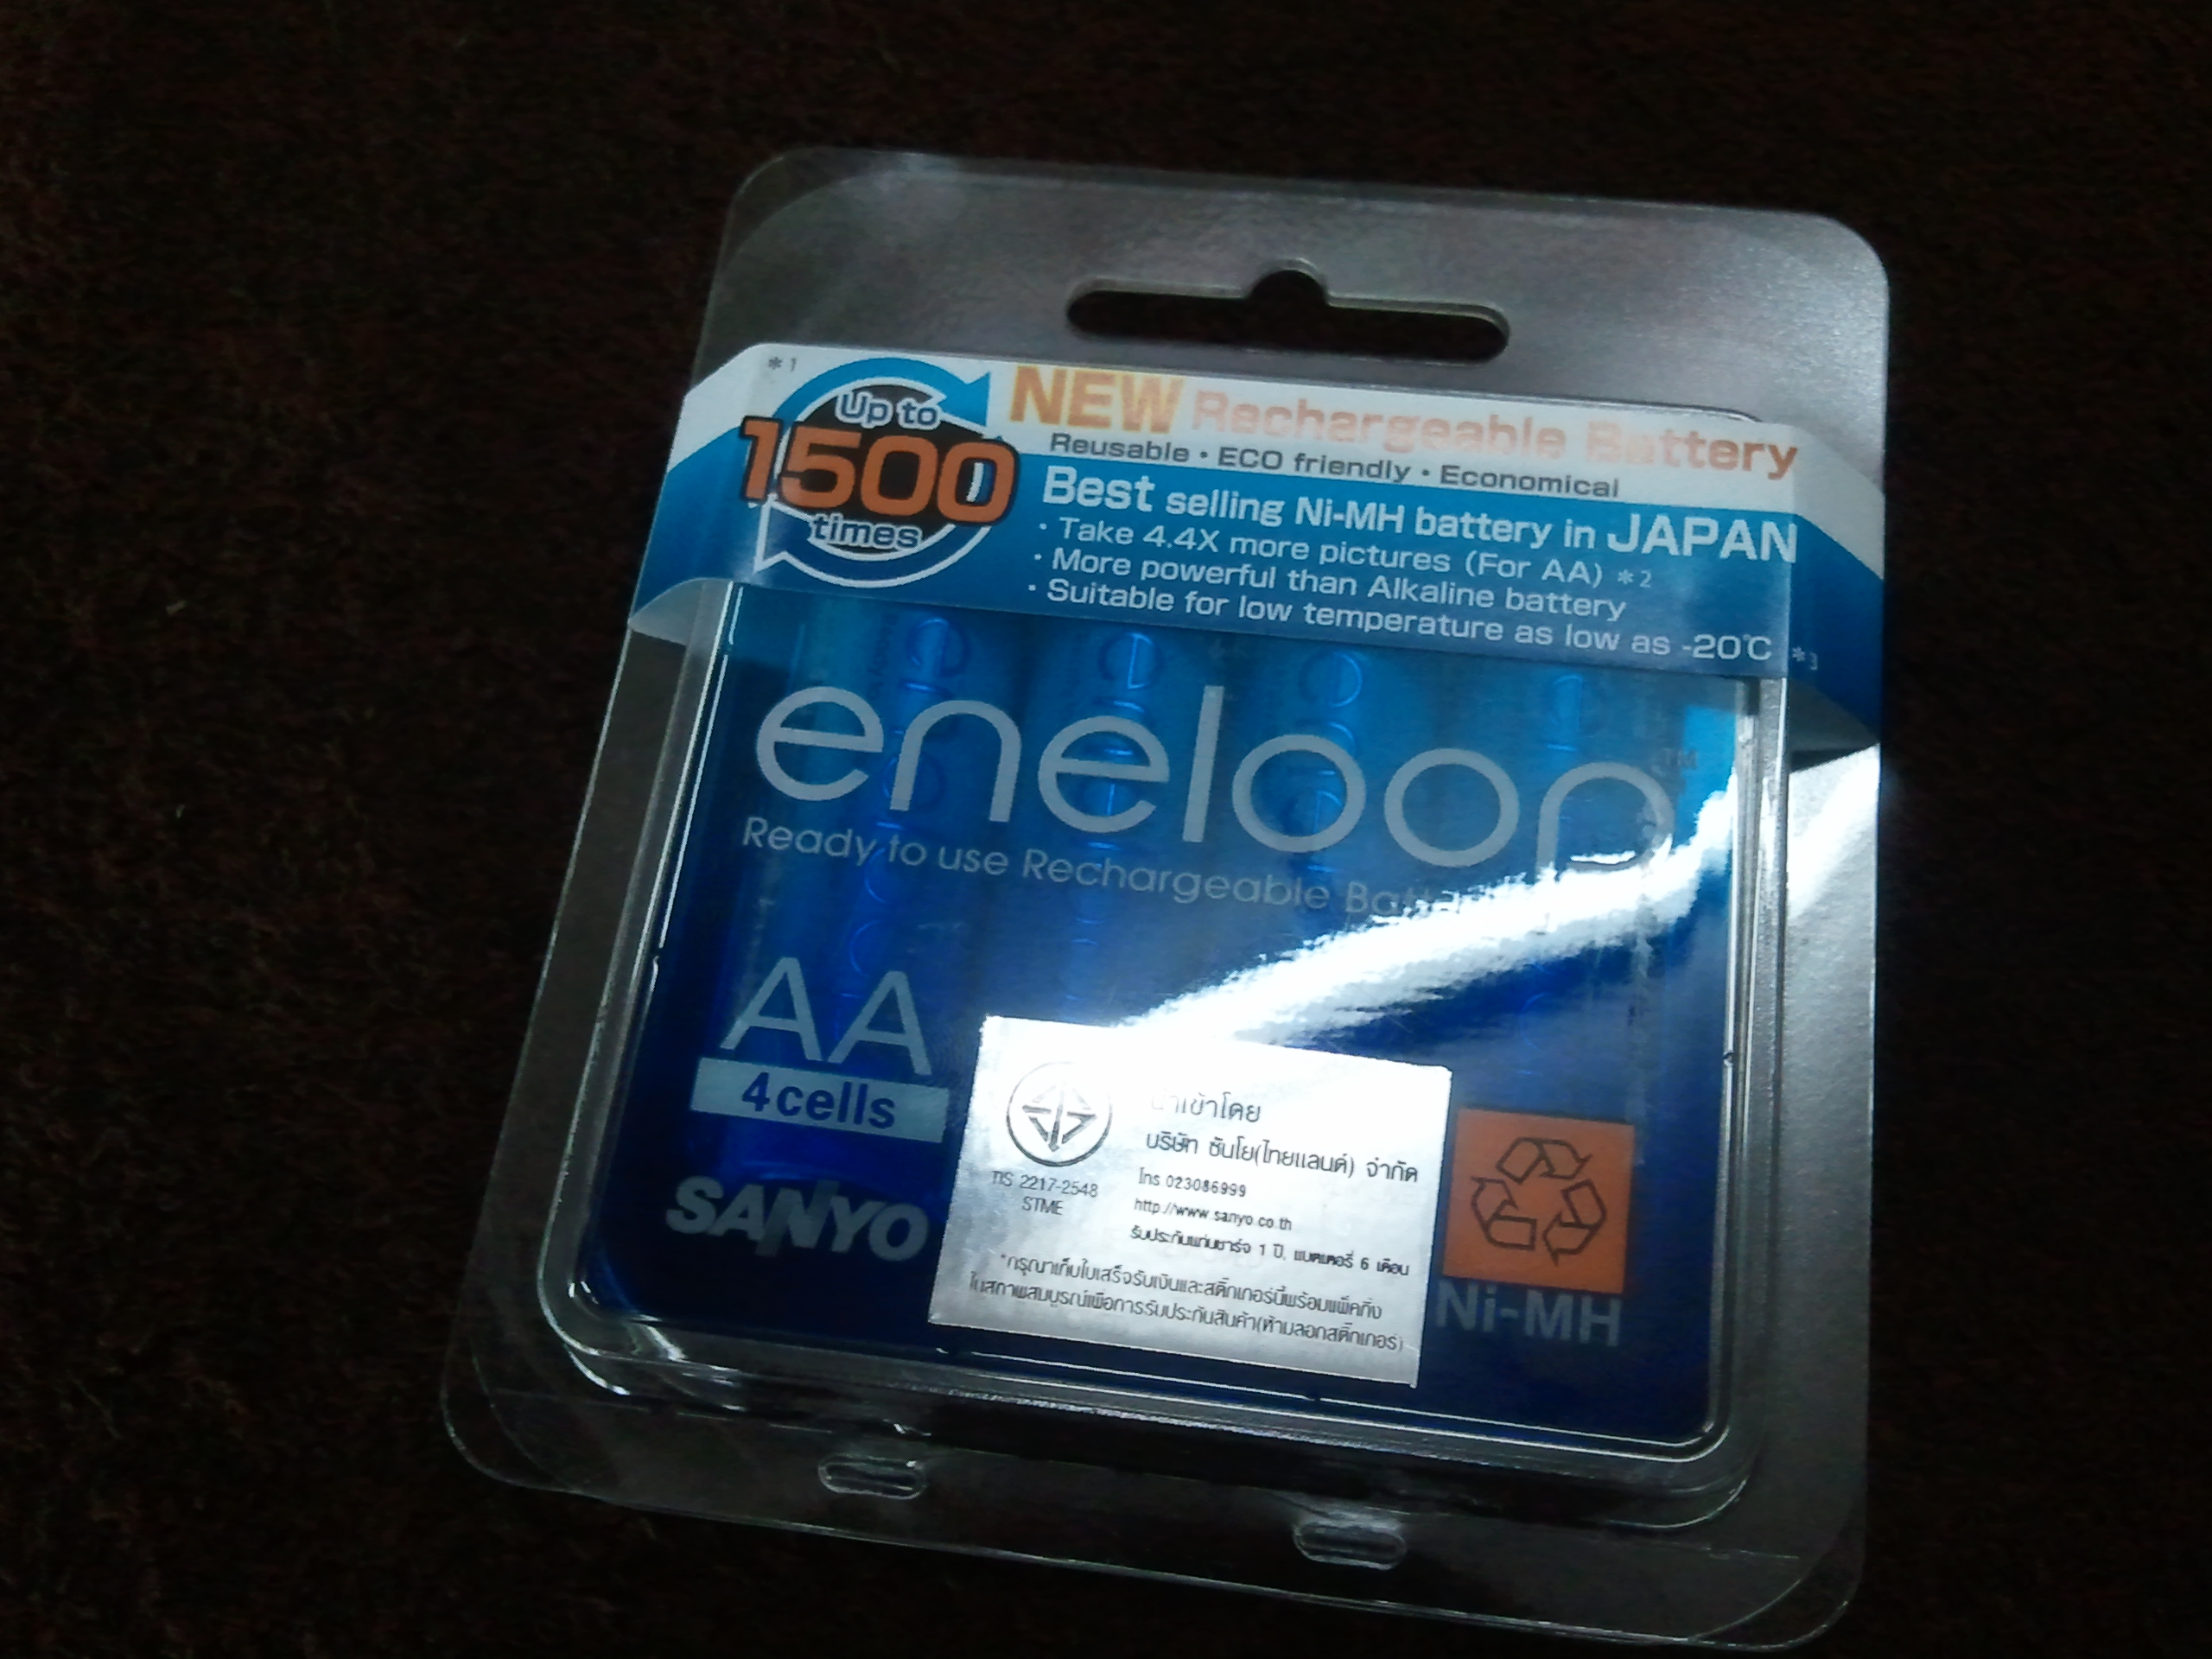 *1
Up to
1500
times
NEW Rechargeable Battery
Reusable • ECO friendly • Economical
Best selling Ni-MH battery in JAPAN
• Take 4.4X more pictures (For AA) *2
• More powerful than Alkaline battery
• Suitable for low temperature as low as -20℃ *3
eneloop™
Ready to use Rechargeable
AA
4cells
SANYO
TIS 2217-2548
STME
นำเข้าโดย
บริษัท ซันโย(ไทยแลนด์) จำกัด
โทร 023086999
http://www.sanyo.co.th
รับประกันแท่นชาร์จ 1 ปี, แบตเตอรี่ 6 เดือน
*กรุณาเก็บใบเสร็จรับเงินและสติ๊กเกอร์นี้พร้อมแพ็คกิ้ง
ในสภาพสมบูรณ์เพื่อการรับประกันสินค้า(ห้ามลอกสติ๊กเกอร์)
Ni-MH